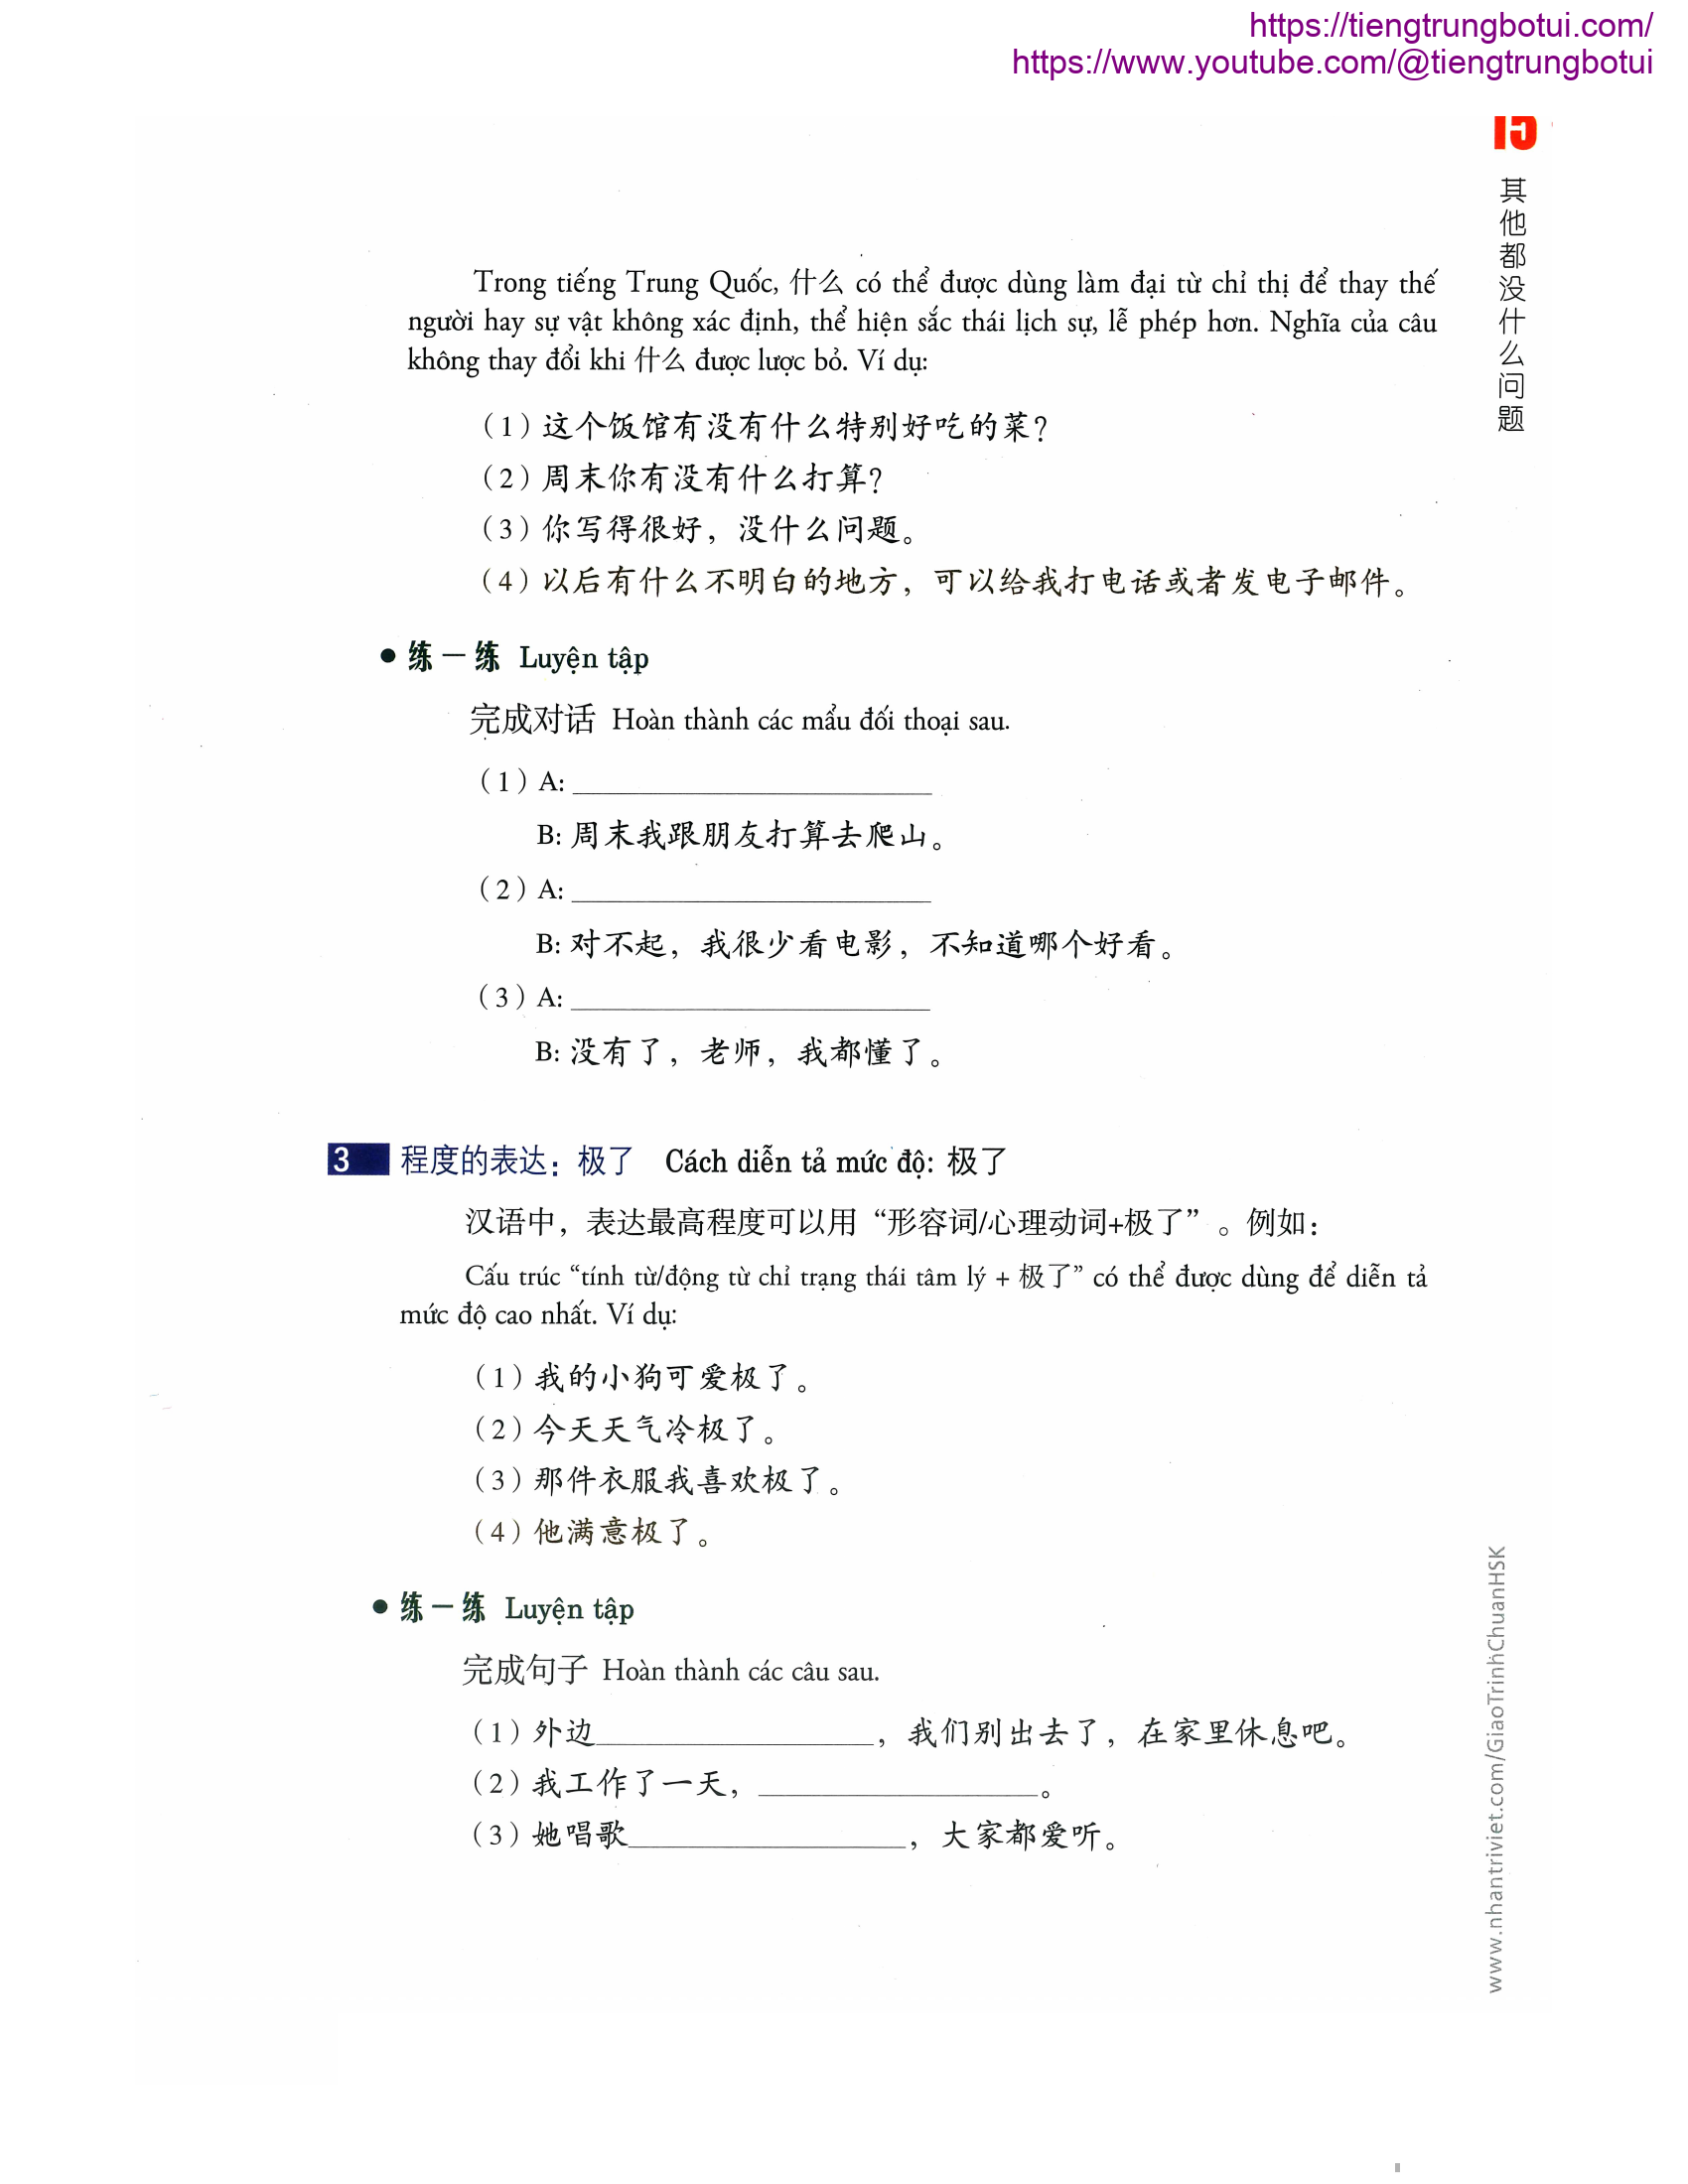 https://tiengtrungbotui.com/
https://www.youtube.com/@tiengtrungbotui
15
其他都没什么问题
Trong tiếng Trung Quốc, 什么 có thể được dùng làm đại từ chỉ thị để thay thế
người hay sự vật không xác định, thể hiện sắc thái lịch sự, lễ phép hơn. Nghĩa của câu
không thay đổi khi 什么 được lược bỏ. Ví dụ:
（1）这个饭馆有没有什么特别好吃的菜？
（2）周末你有没有什么打算？
（3）你写得很好，没什么问题。
（4）以后有什么不明白的地方，可以给我打电话或者发电子邮件。
● 练一练 Luyện tập
完成对话 Hoàn thành các mẩu đối thoại sau.
（1）A: ____________________
B: 周末我跟朋友打算去爬山。
（2）A: ____________________
B: 对不起，我很少看电影，不知道哪个好看。
（3）A: ____________________
B: 没有了，老师，我都懂了。
3 程度的表达：极了 Cách diễn tả mức độ: 极了
汉语中，表达最高程度可以用“形容词/心理动词+极了”。例如：
Cấu trúc “tính từ/động từ chỉ trạng thái tâm lý + 极了” có thể được dùng để diễn tả
mức độ cao nhất. Ví dụ:
（1）我的小狗可爱极了。
（2）今天天气冷极了。
（3）那件衣服我喜欢极了。
（4）他满意极了。
● 练一练 Luyện tập
完成句子 Hoàn thành các câu sau.
（1）外边________________，我们别出去了，在家里休息吧。
（2）我工作了一天，________________。
（3）她唱歌________________，大家都爱听。
www.nhantriviet.com/GiaoTrinhChuanHSK